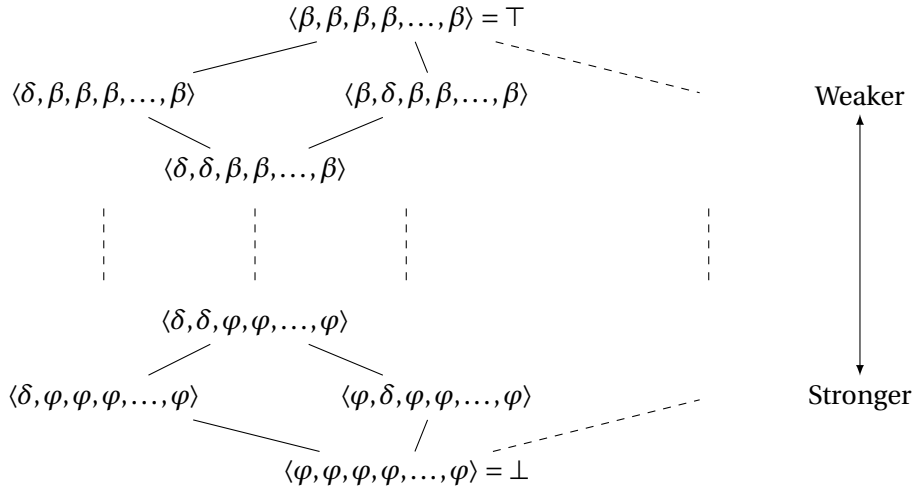 ⟨β,β,β,β,…,β⟩ = ⊤
⟨δ,β,β,β,…,β⟩ ⟨β,δ,β,β,…,β⟩ Weaker
⟨δ,δ,β,β,…,β⟩
⟨δ,δ,φ,φ,…,φ⟩
⟨δ,φ,φ,φ,…,φ⟩ ⟨φ,δ,φ,φ,…,φ⟩ Stronger
⟨φ,φ,φ,φ,…,φ⟩ = ⊥